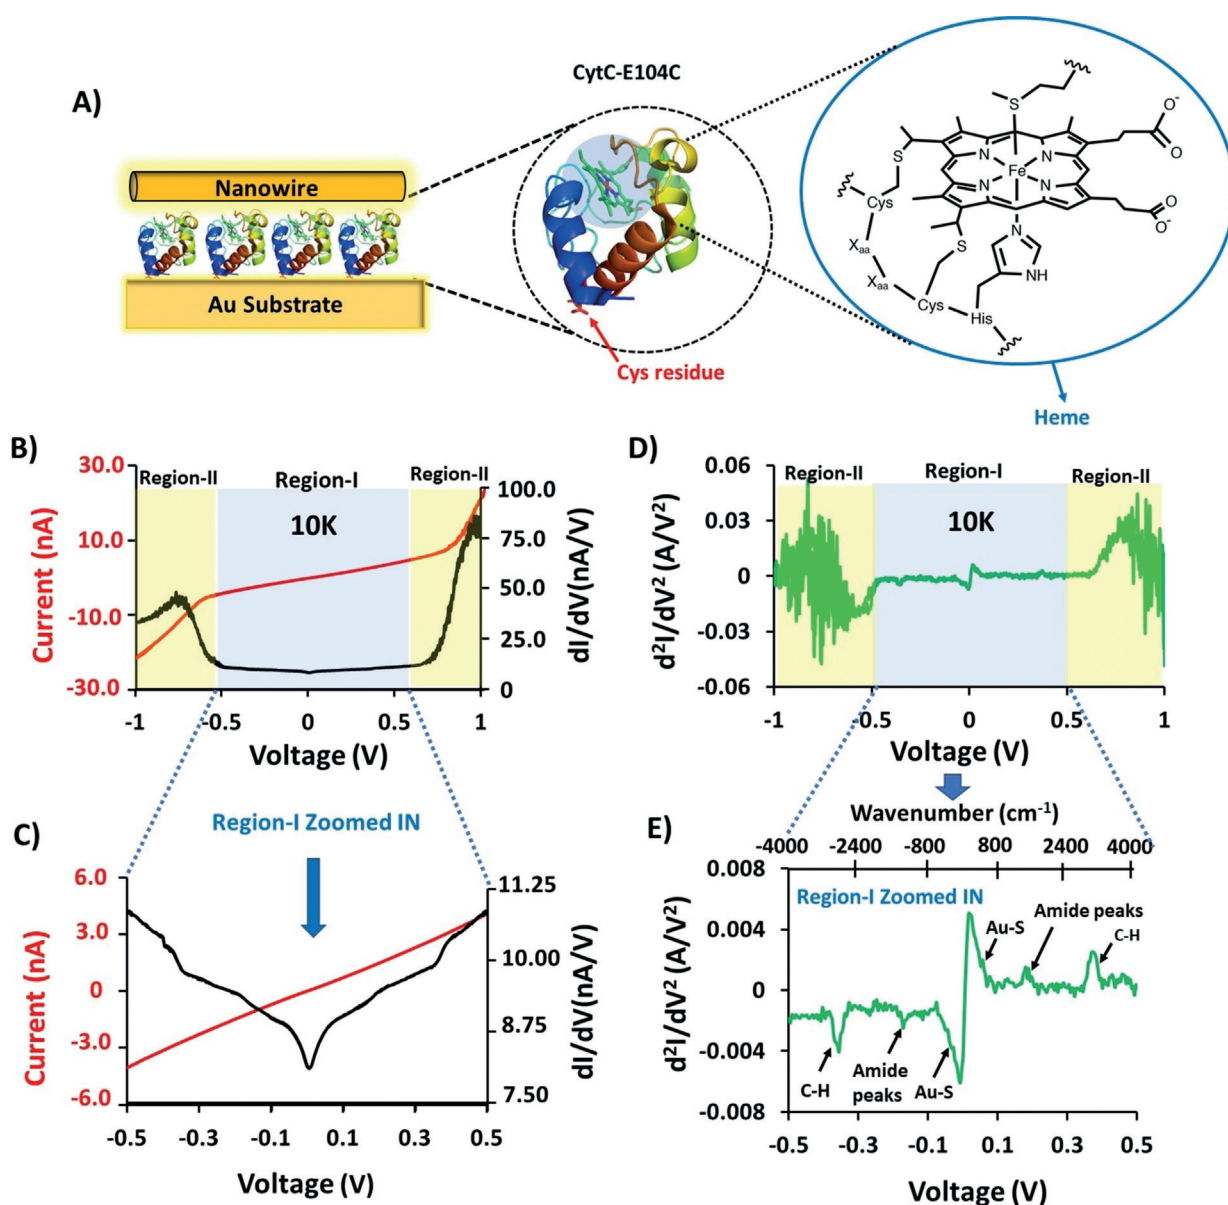 A)
CytC-E104C
Nanowire
Au Substrate
Cys residue
S
O-
O
N
N
Fe
N
N
O
O-
S
Cys
S
N
NH
Xaa
Xaa
Cys
His
Heme
B)
Region-II
Region-I
Region-II
10K
Current (nA)
30.0
10.0
-10.0
-30.0
100.0
75.0
50.0
25.0
0
dI/dV(nA/V)
-1
-0.5
0
0.5
1
Voltage (V)
D)
Region-II
Region-I
Region-II
10K
d²I/dV² (A/V²)
0.06
0.03
0
-0.03
-0.06
-1
-0.5
0
0.5
1
Voltage (V)
C)
Region-I Zoomed IN
Current (nA)
6.0
3.0
0
-3.0
-6.0
11.25
10.00
8.75
7.50
dI/dV(nA/V)
-0.5
-0.3
-0.1
0.1
0.3
0.5
Voltage (V)
E)
Wavenumber (cm⁻¹)
-4000
-2400
-800
800
2400
4000
Region-I Zoomed IN
d²I/dV² (A/V²)
0.008
0.004
0
-0.004
-0.008
Au-S
Amide peaks
C-H
C-H
Amide
peaks
Au-S
-0.5
-0.3
-0.1
0.1
0.3
0.5
Voltage (V)